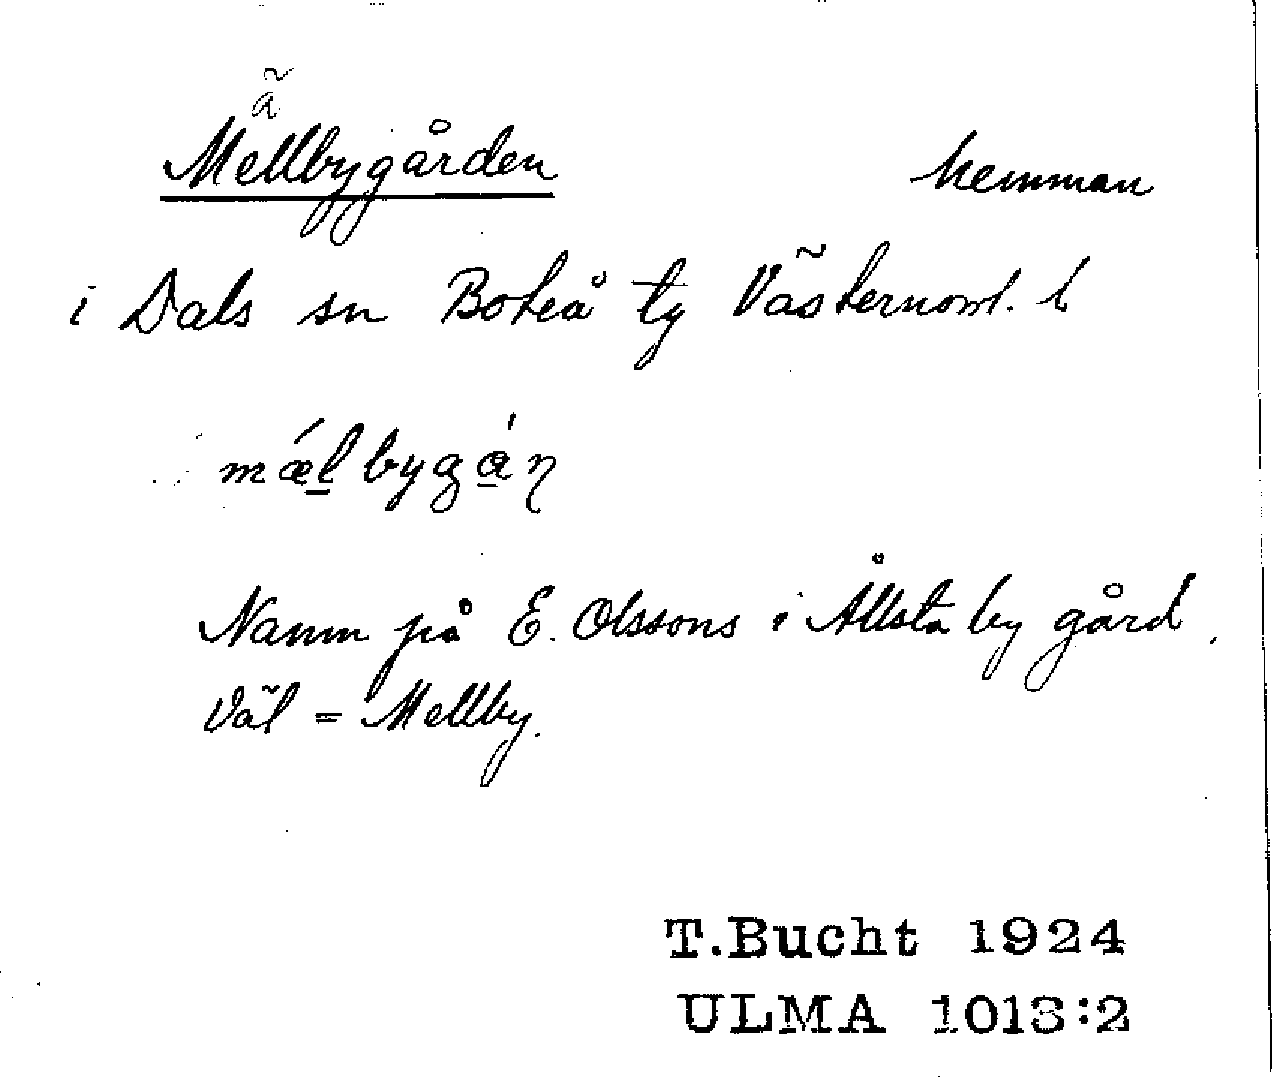 ä
Mellbygården hemman
i Dals sn Boteå tg Västernorrl. l
mǽlbygá̊ṇ
Namn på E. Olssons i Ållsta by gård.
Väl = Mellby.
T.Bucht 1924
ULMA 1013:2